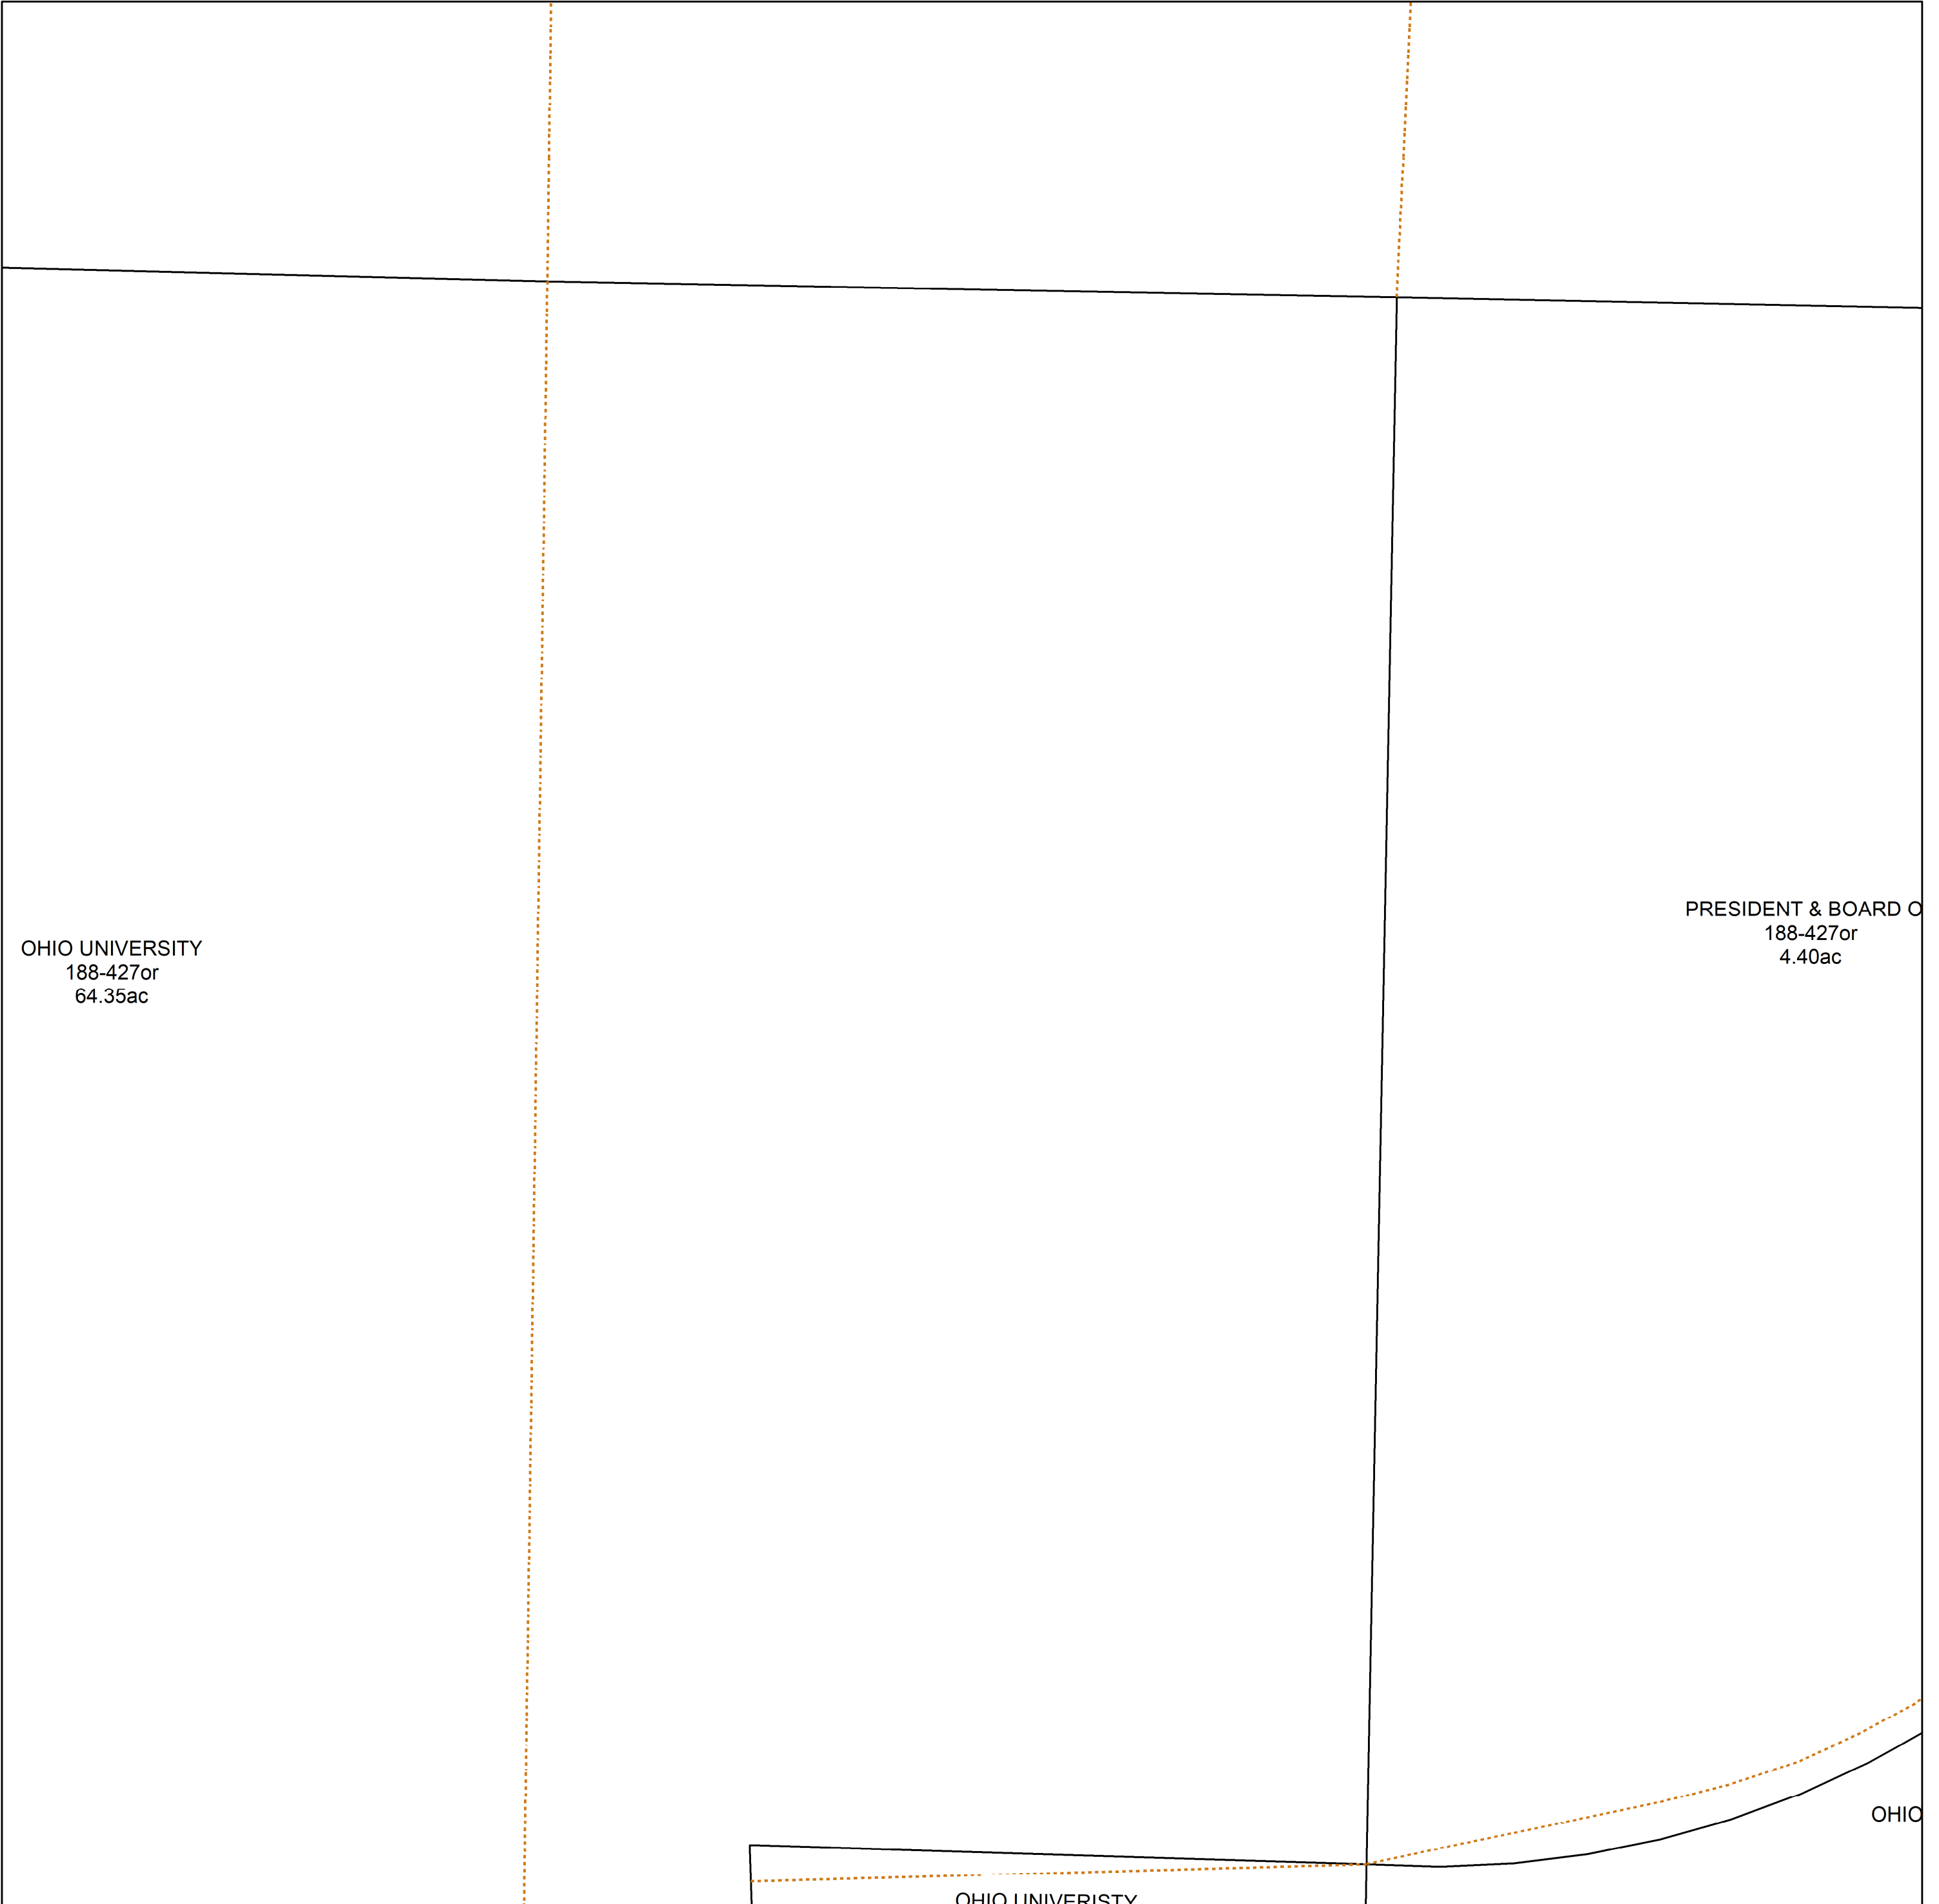 PRESIDENT & BOARD O
188-427or
4.40ac
OHIO UNIVERSITY
188-427or
64.35ac
OHIO
OHIO UNIVERISTY